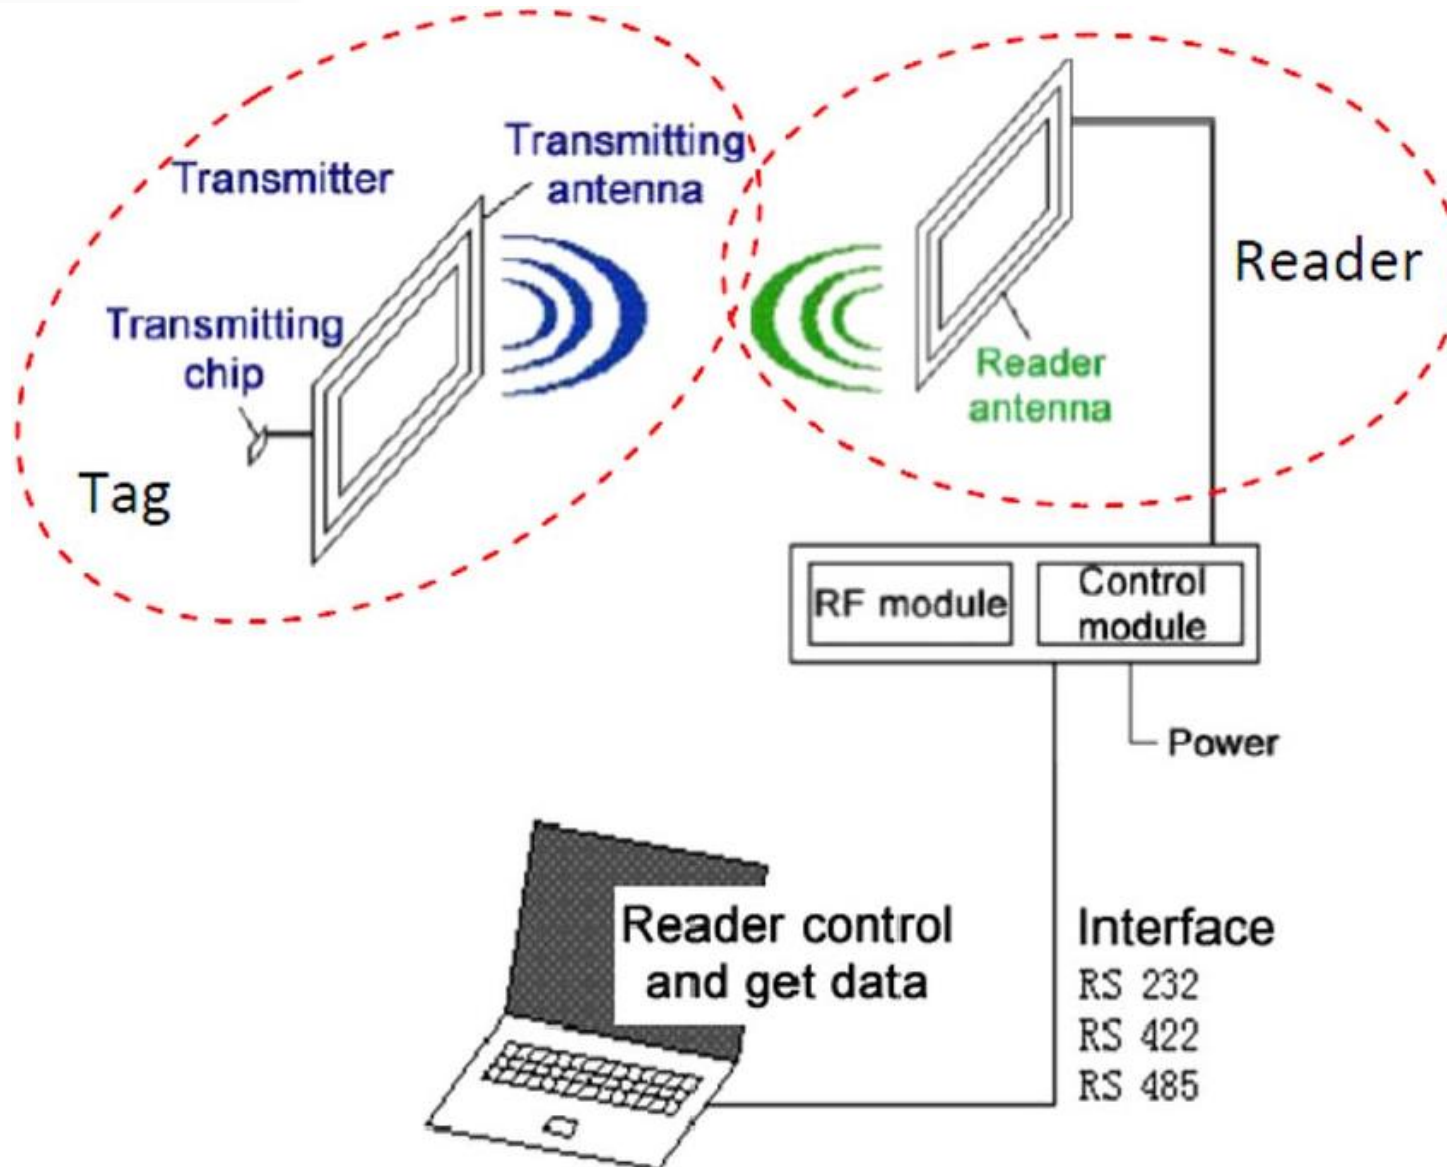 Transmitter
Transmitting
antenna
Transmitting
chip
Tag
Reader
Reader
antenna
RF module
Control
module
Power
Reader control
and get data
Interface
RS 232
RS 422
RS 485